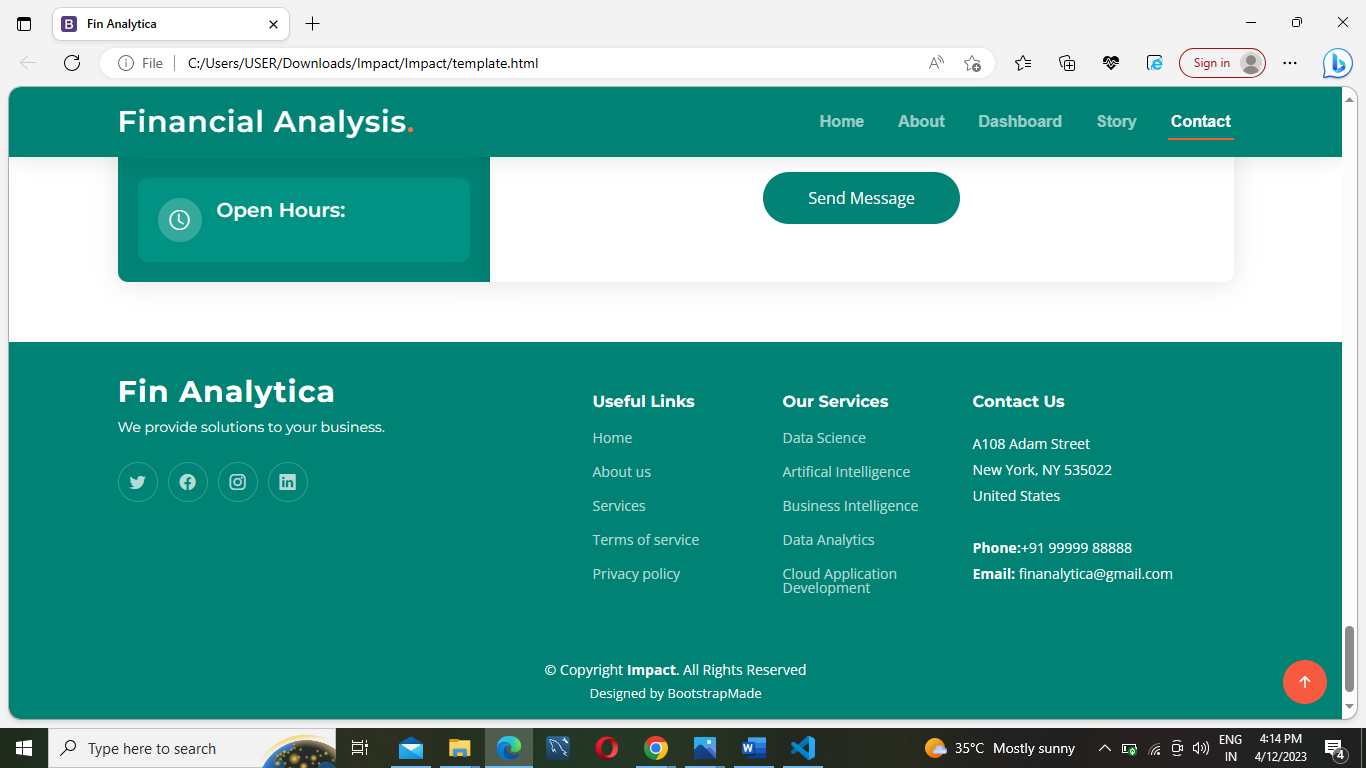 Fin Analytica
File
C:/Users/USER/Downloads/Impact/Impact/template.html
Sign in
Financial Analysis.
Home About Dashboard Story Contact
Open Hours:
Send Message
Fin Analytica
We provide solutions to your business.
Useful Links
Home
About us
Services
Terms of service
Privacy policy
Our Services
Data Science
Artifical Intelligence
Business Intelligence
Data Analytics
Cloud Application
Development
Contact Us
A108 Adam Street
New York, NY 535022
United States
Phone:+91 99999 88888
Email: finanalytica@gmail.com
© Copyright Impact. All Rights Reserved
Designed by BootstrapMade
Type here to search
35°C Mostly sunny
ENG
IN
4:14 PM
4/12/2023
4